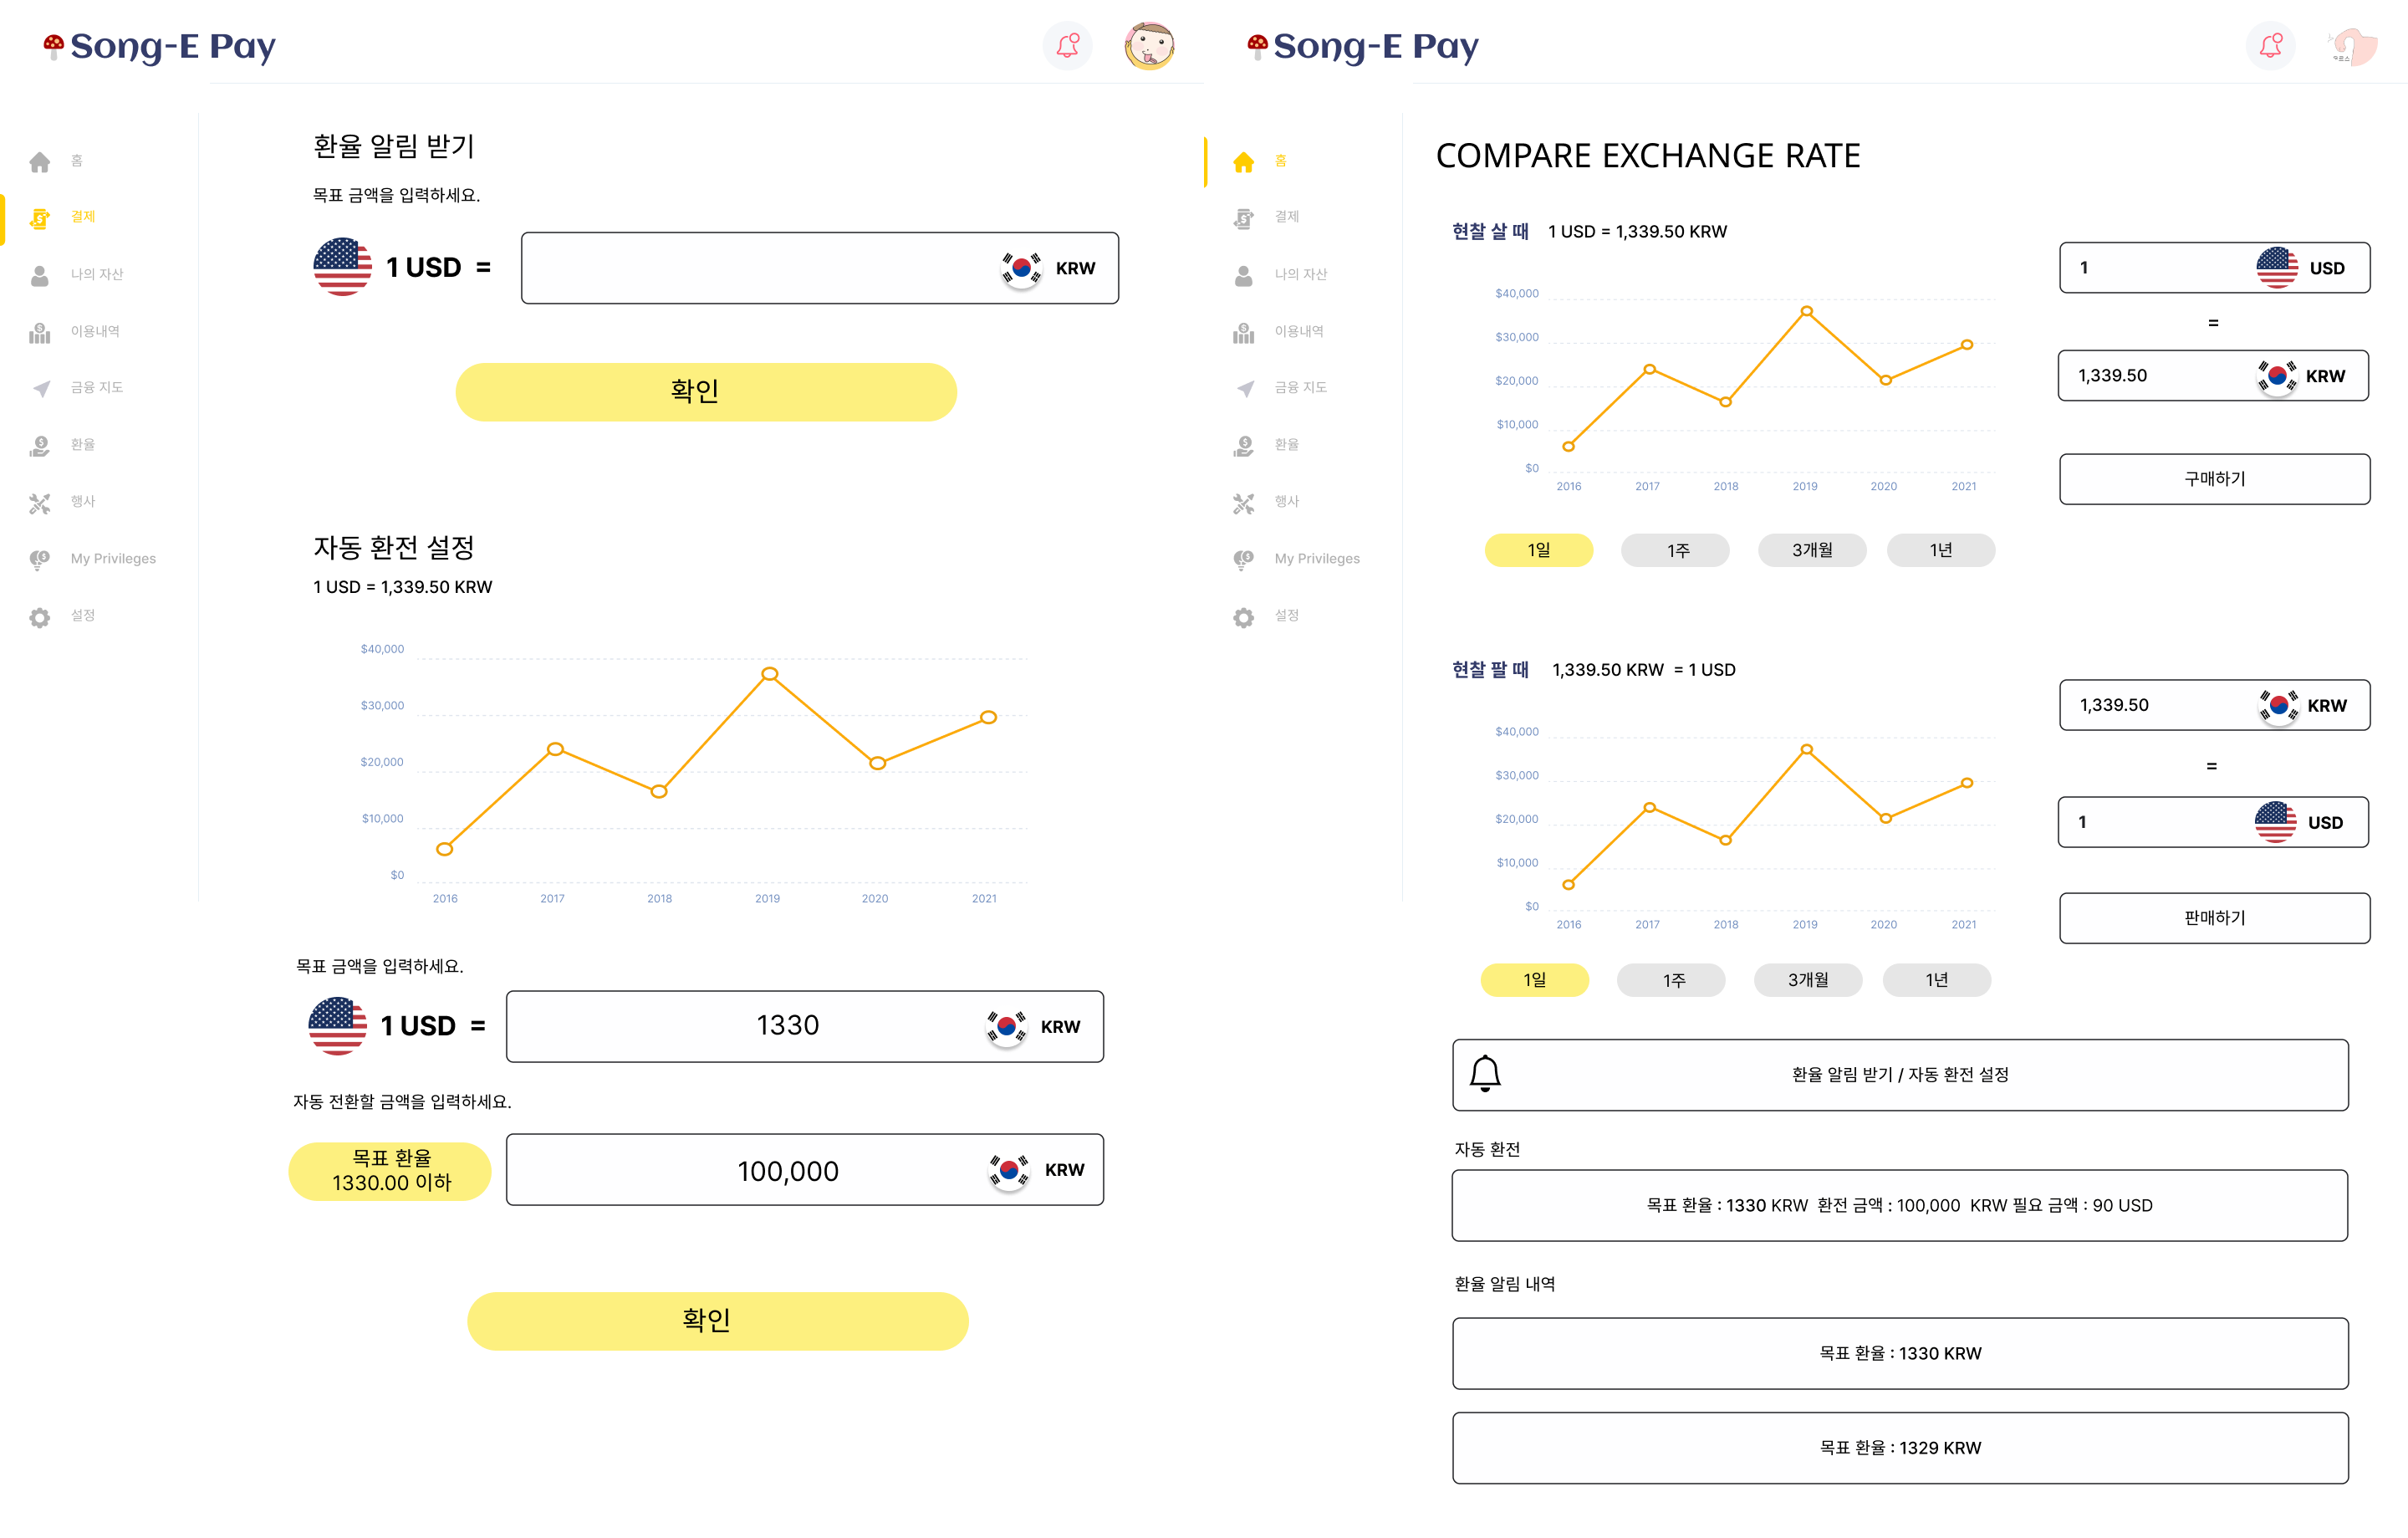 Song-E Pay
홈
결제
나의 자산
이용내역
금융 지도
환율
행사
My Privileges
설정
환율 알림 받기
목표 금액을 입력하세요.
1 USD =
KRW
확인
자동 환전 설정
1 USD = 1,339.50 KRW
$40,000
$30,000
$20,000
$10,000
$0
2016 2017 2018 2019 2020 2021
목표 금액을 입력하세요.
1 USD = 1330 KRW
자동 전환할 금액을 입력하세요.
목표 환율
1330.00 이하
100,000 KRW
확인
Song-E Pay
홈
결제
나의 자산
이용내역
금융 지도
환율
행사
My Privileges
설정
COMPARE EXCHANGE RATE
현찰 살 때 1 USD = 1,339.50 KRW
$40,000
$30,000
$20,000
$10,000
$0
2016 2017 2018 2019 2020 2021
1일 1주 3개월 1년
1 USD
=
1,339.50 KRW
구매하기
현찰 팔 때 1,339.50 KRW = 1 USD
$40,000
$30,000
$20,000
$10,000
$0
2016 2017 2018 2019 2020 2021
1일 1주 3개월 1년
1,339.50 KRW
=
1 USD
판매하기
환율 알림 받기 / 자동 환전 설정
자동 환전
목표 환율 : 1330 KRW 환전 금액 : 100,000 KRW 필요 금액 : 90 USD
환율 알림 내역
목표 환율 : 1330 KRW
목표 환율 : 1329 KRW